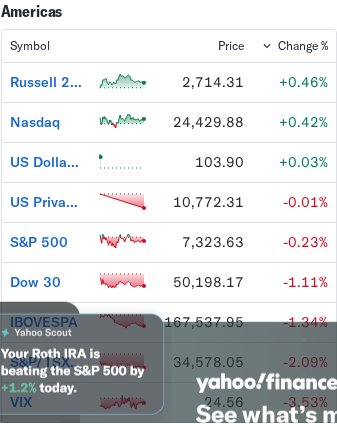 Americas
Symbol Price Change %
Russell 2... 2,714.31 +0.46%
Nasdaq 24,429.88 +0.42%
US Dolla... 103.90 +0.03%
US Priva... 10,772.31 -0.01%
S&P 500 7,323.63 -0.23%
Dow 30 50,198.17 -1.11%
IBOVESPA 167,537.95 -1.34%
S&P/TSX... 34,578.05 -2.09%
VIX 24.56 -3.53%
Yahoo Scout
Your Roth IRA is
beating the S&P 500 by
+1.2% today.
yahoo!finance
See what's m